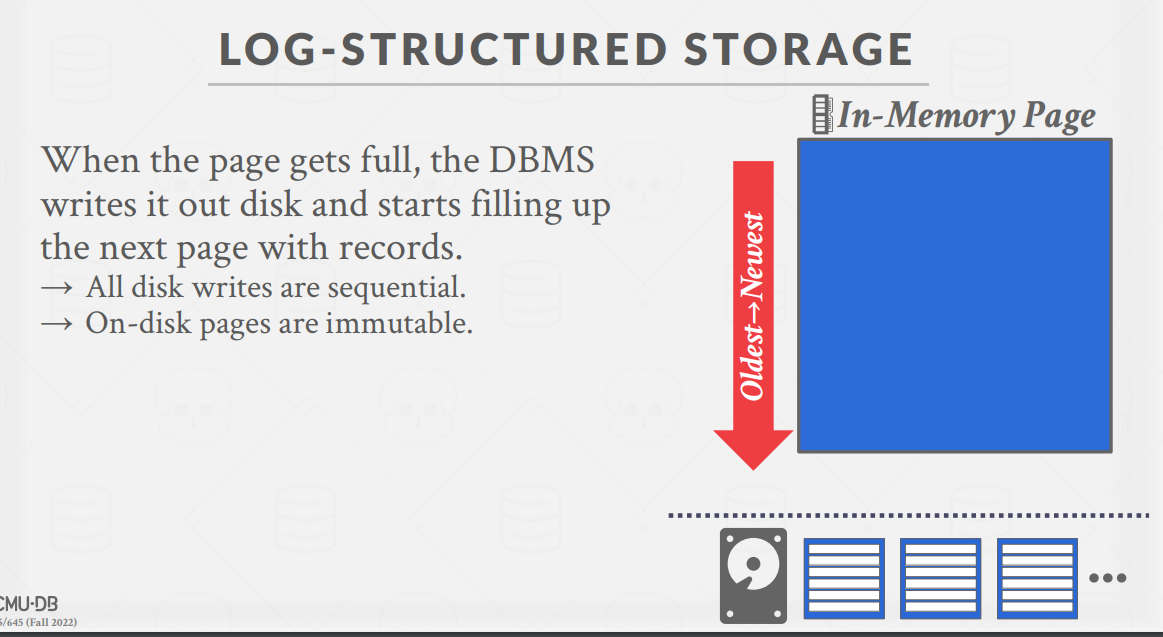 LOG-STRUCTURED STORAGE
When the page gets full, the DBMS
writes it out disk and starts filling up
the next page with records.
→ All disk writes are sequential.
→ On-disk pages are immutable.
In-Memory Page
Oldest→Newest
CMU·DB
5/645 (Fall 2022)